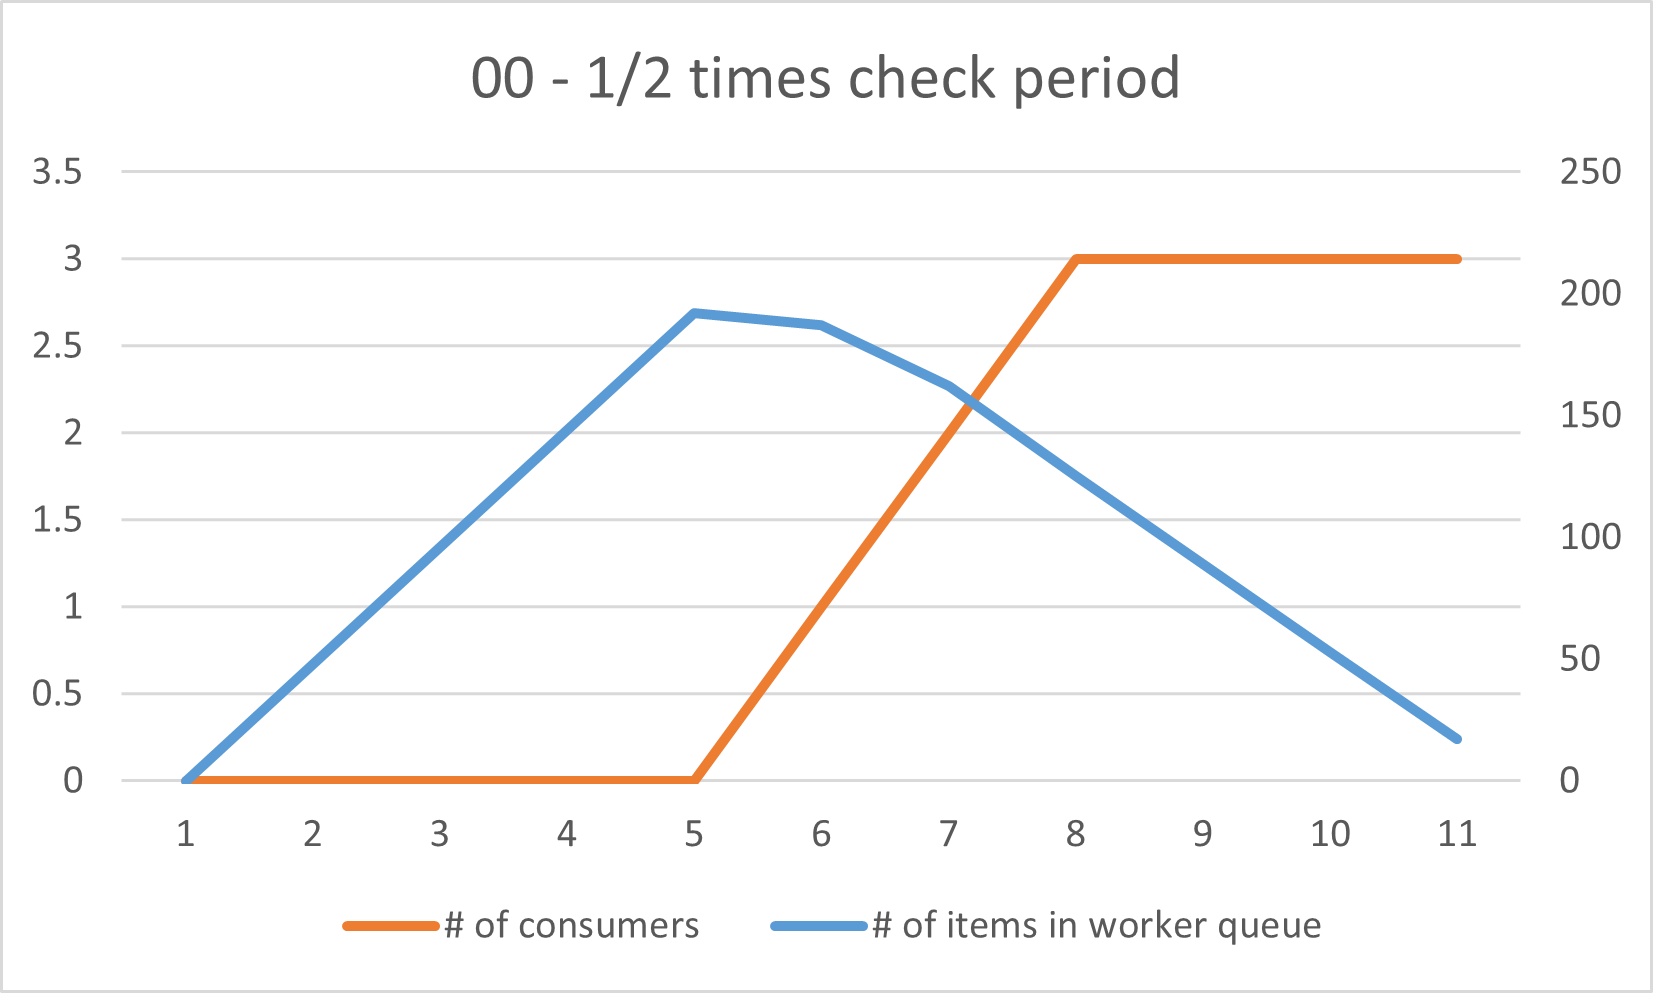 00 - 1/2 times check period
3.5 250
3 200
2.5 150
2 100
1.5 50
1 0
0.5
0
1 2 3 4 5 6 7 8 9 10 11
# of consumers # of items in worker queue